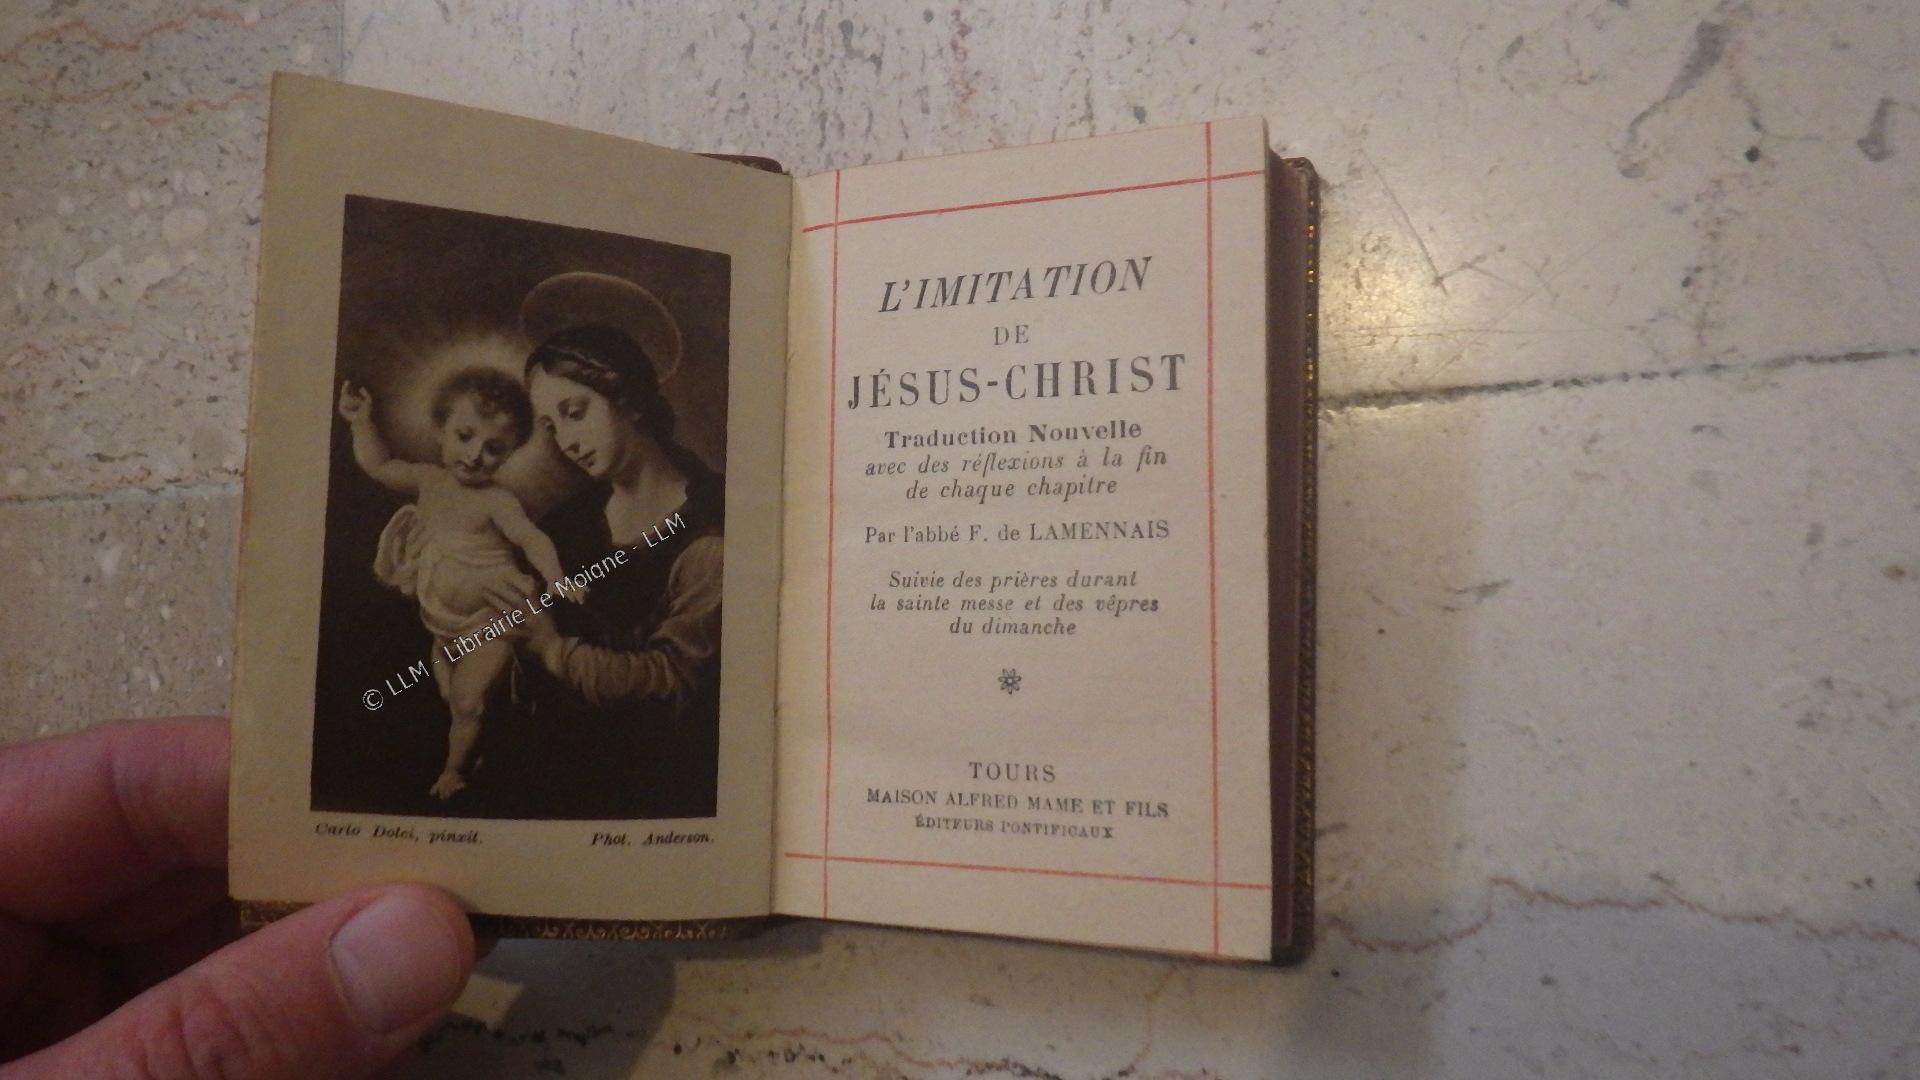 Carlo Dolci, pinxit. Phot. Anderson.
© LLM - Librairie Le Moigne - LLM
L'IMITATION
DE
JÉSUS-CHRIST
Traduction Nouvelle
avec des réflexions à la fin
de chaque chapitre
Par l'abbé F. de LAMENNAIS
Suivie des prières durant
la sainte messe et des vêpres
du dimanche
TOURS
MAISON ALFRED MAME ET FILS
ÉDITEURS PONTIFICAUX